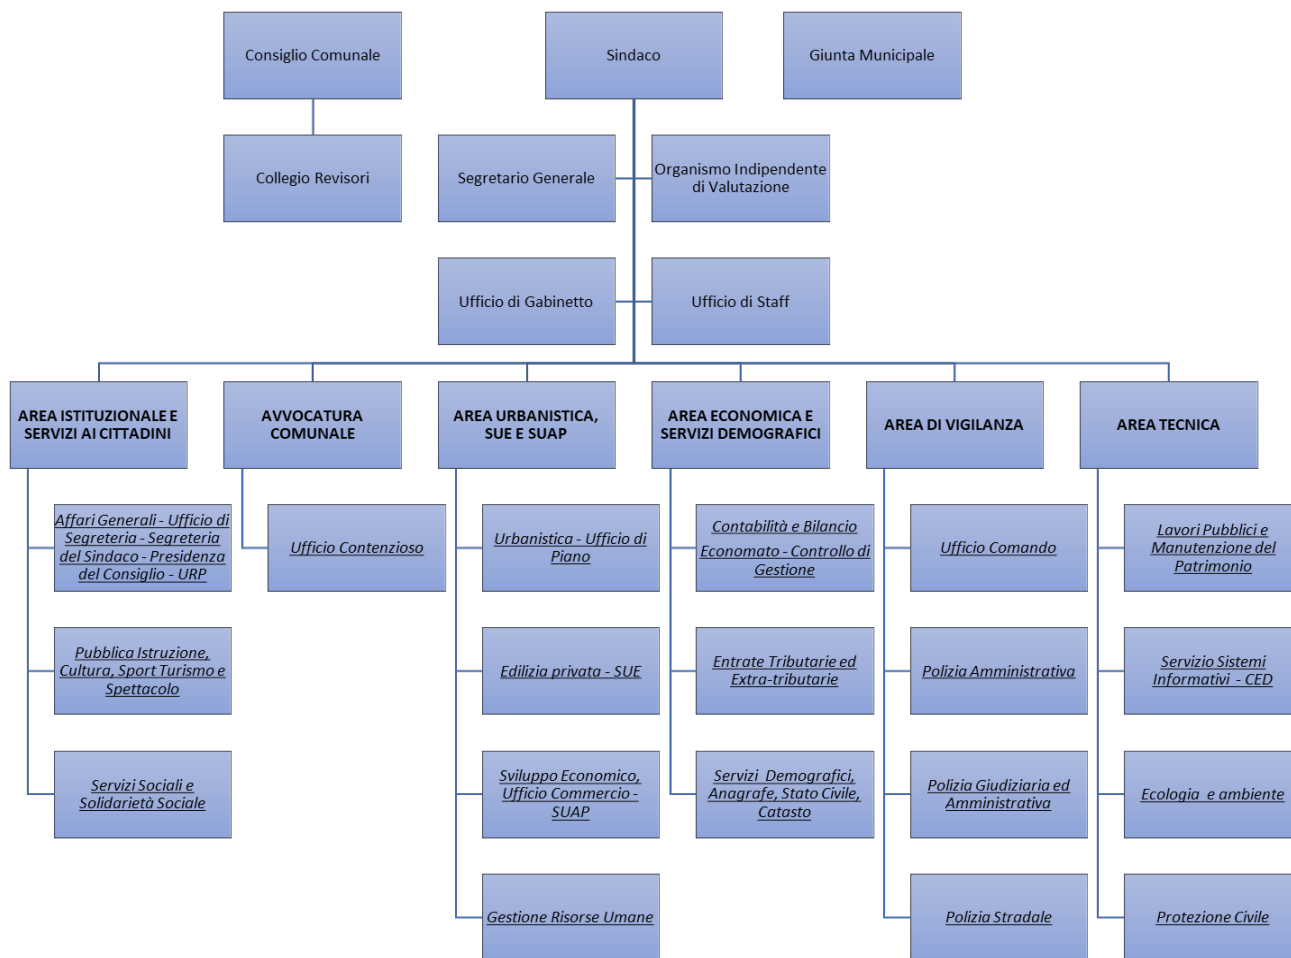 Consiglio Comunale
Sindaco
Giunta Municipale
Collegio Revisori
Segretario Generale
Organismo Indipendente
di Valutazione
Ufficio di Gabinetto
Ufficio di Staff
AREA ISTITUZIONALE E
SERVIZI AI CITTADINI
AVVOCATURA
COMUNALE
AREA URBANISTICA,
SUE E SUAP
AREA ECONOMICA E
SERVIZI DEMOGRAFICI
AREA DI VIGILANZA
AREA TECNICA
Affari Generali - Ufficio di
Segreteria - Segreteria
del Sindaco - Presidenza
del Consiglio - URP
Ufficio Contenzioso
Urbanistica - Ufficio di
Piano
Contabilità e Bilancio
Economato - Controllo di
Gestione
Ufficio Comando
Lavori Pubblici e
Manutenzione del
Patrimonio
Pubblica Istruzione,
Cultura, Sport Turismo e
Spettacolo
Edilizia privata - SUE
Entrate Tributarie ed
Extra-tributarie
Polizia Amministrativa
Servizio Sistemi
Informativi - CED
Servizi Sociali e
Solidarietà Sociale
Sviluppo Economico,
Ufficio Commercio -
SUAP
Servizi Demografici,
Anagrafe, Stato Civile,
Catasto
Polizia Giudiziaria ed
Amministrativa
Ecologia e ambiente
Gestione Risorse Umane
Polizia Stradale
Protezione Civile